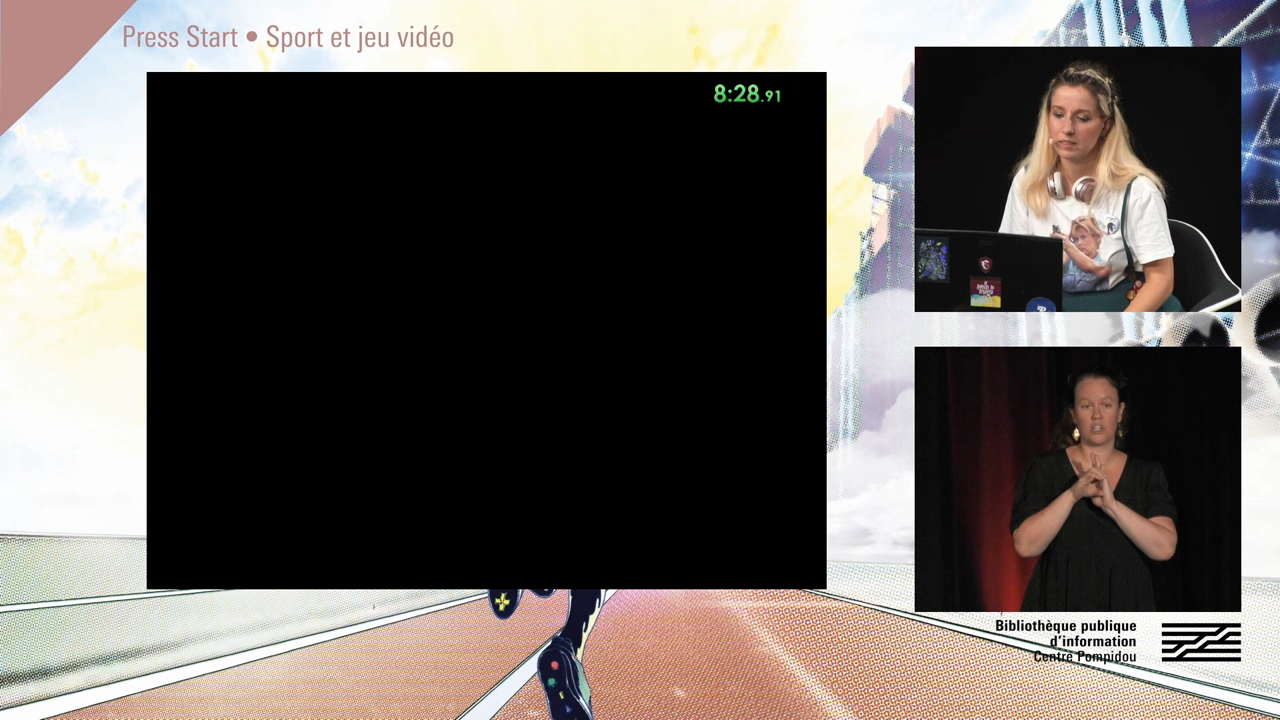 Press Start • Sport et jeu vidéo
8:28.91
Bibliothèque publique
d'information
Centre Pompidou